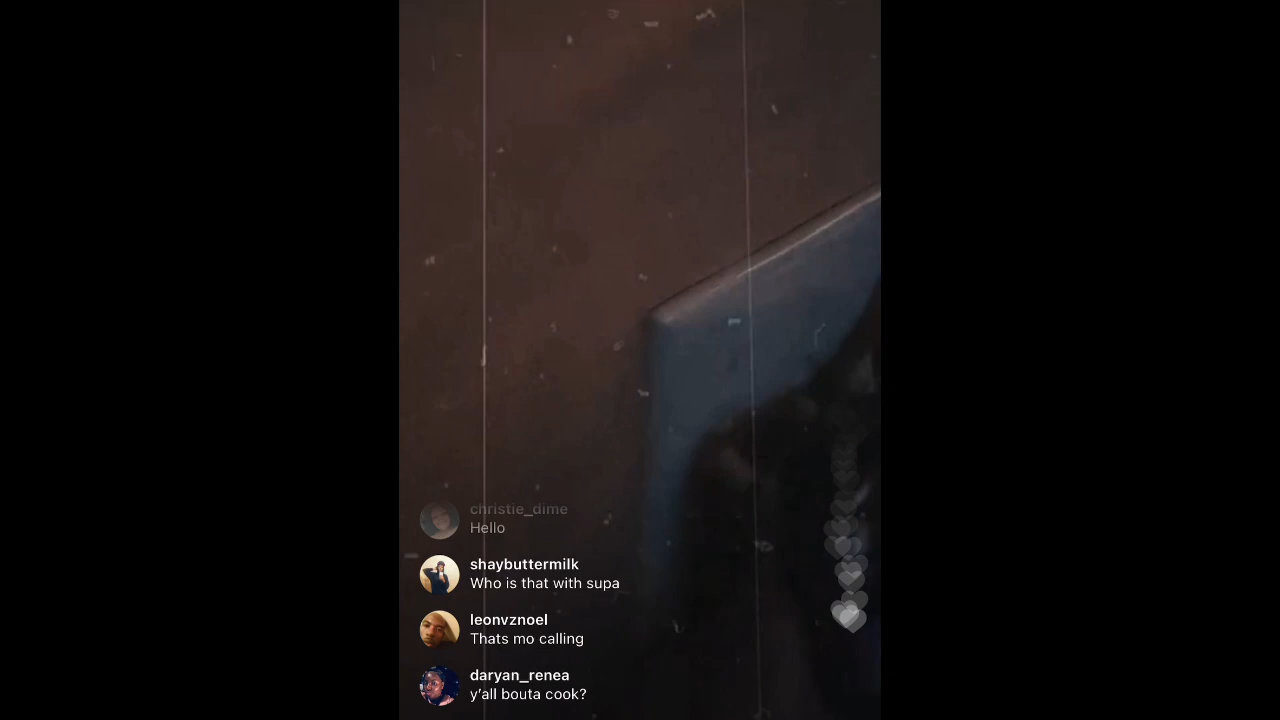 christie_dime
Hello
shaybuttermilk
Who is that with supa
leonvznoel
Thats mo calling
daryan_renea
y'all bouta cook?